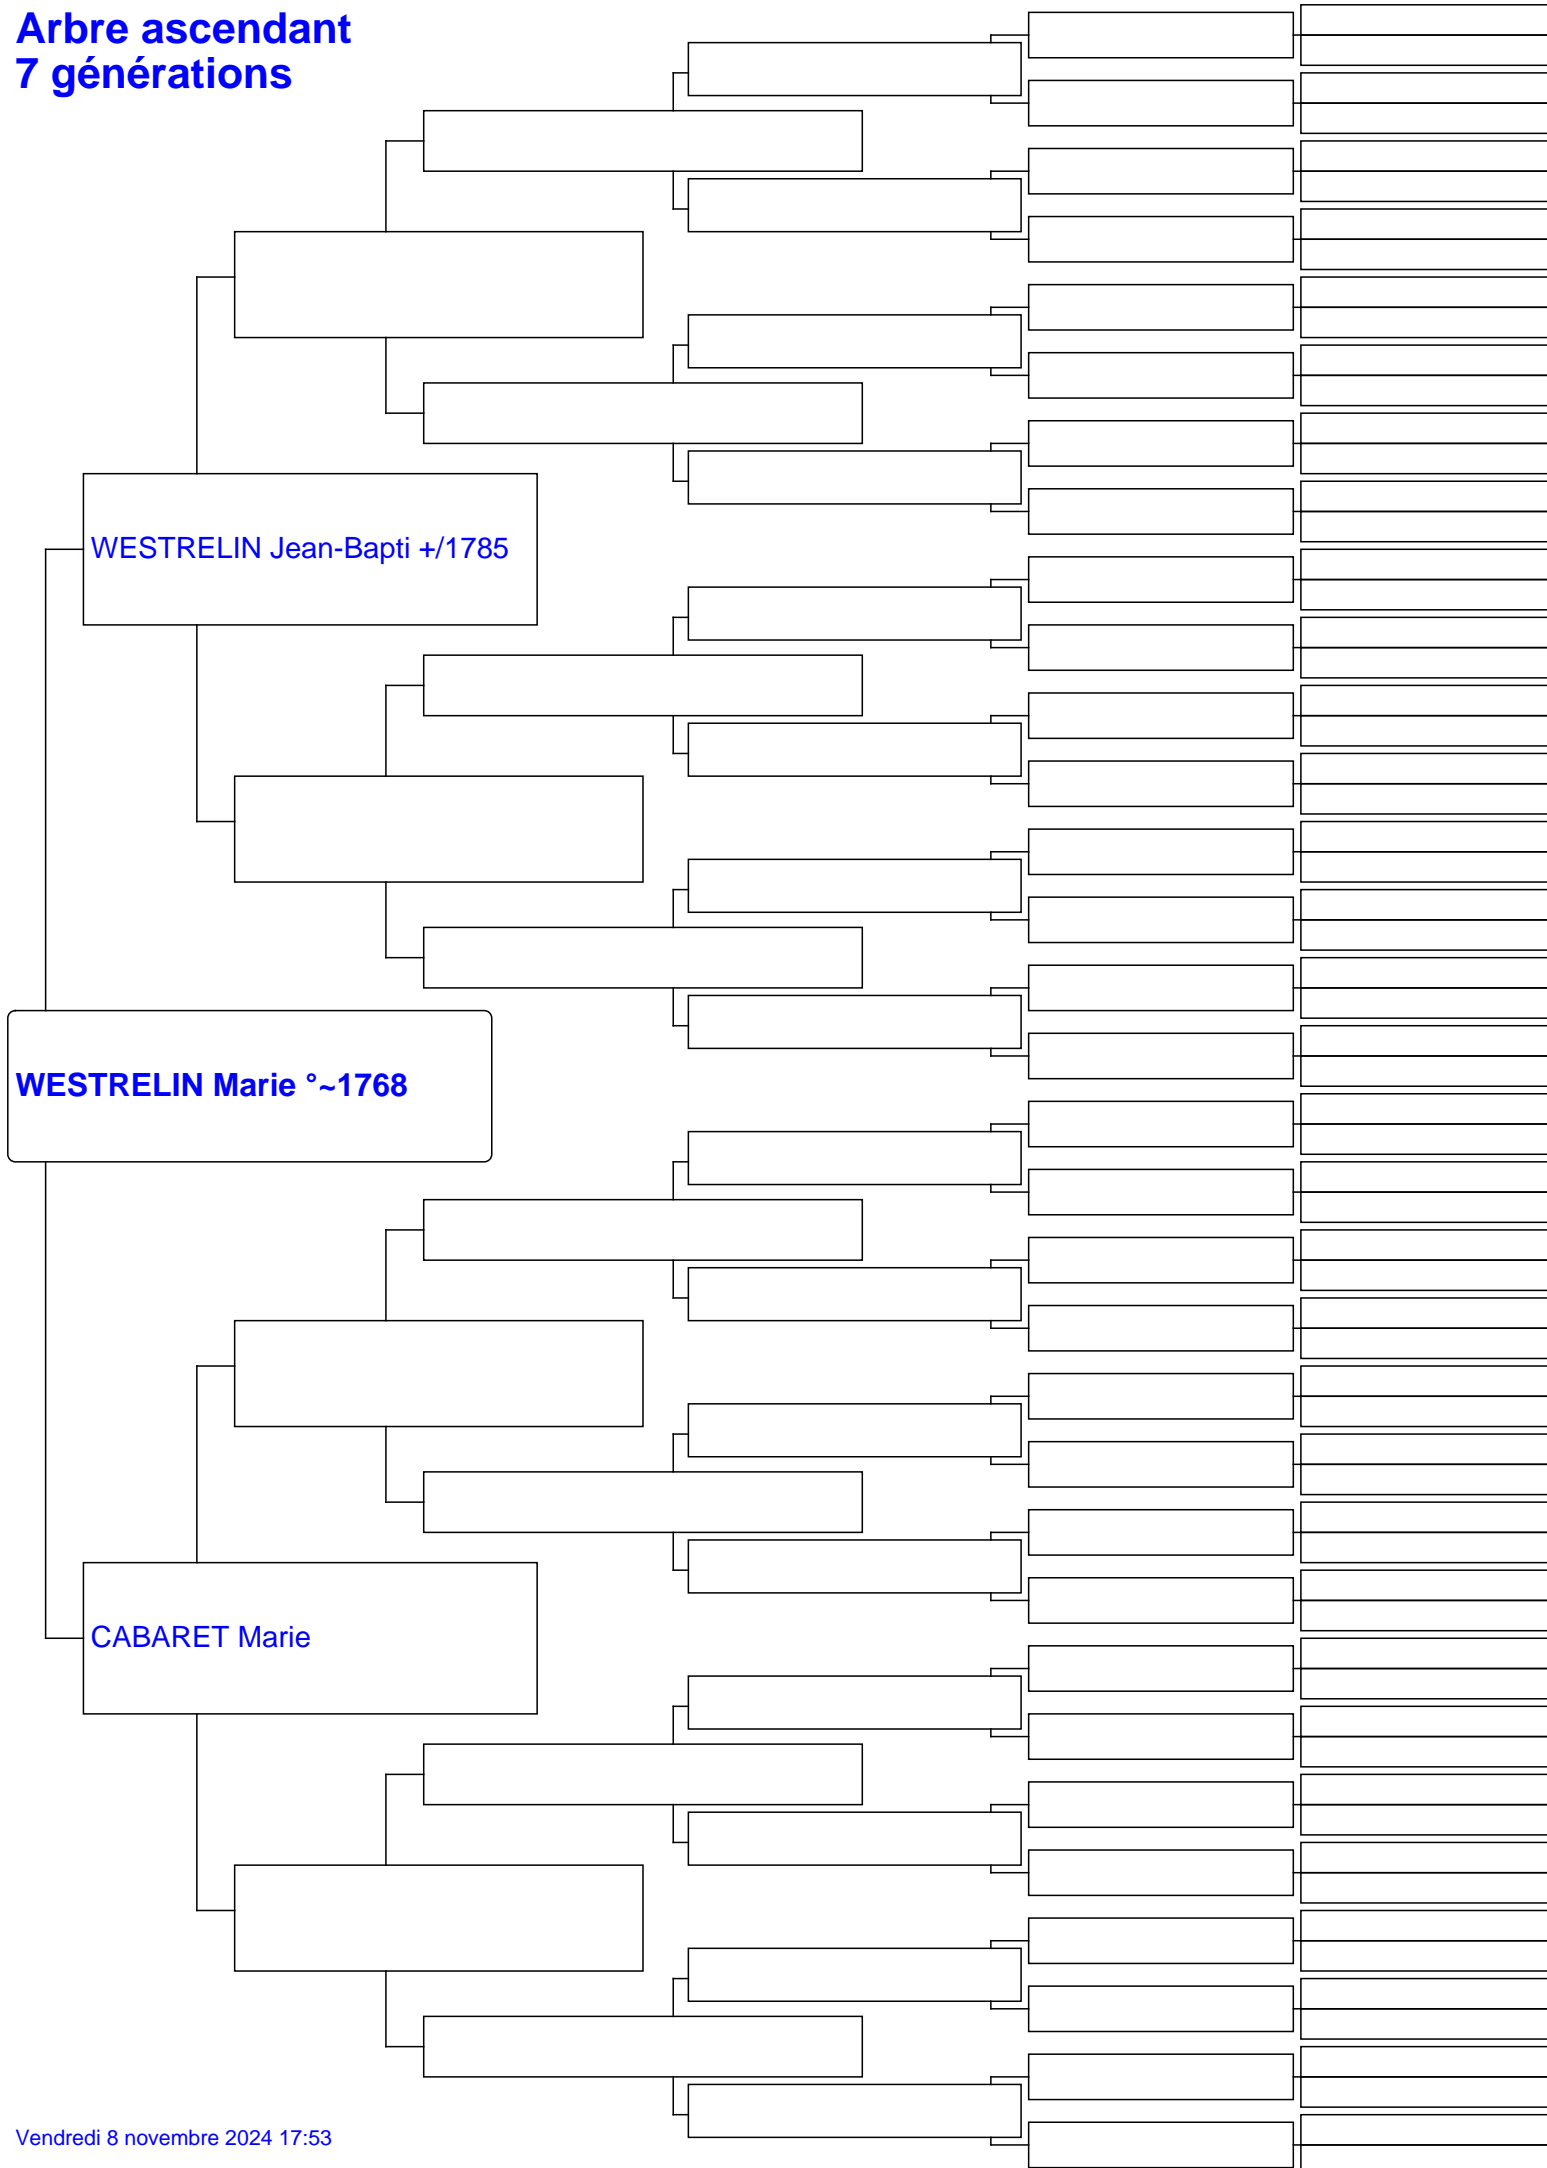 Arbre ascendant
7 générations
WESTRELIN Jean-Bapti +/1785
WESTRELIN Marie °~1768
CABARET Marie
Vendredi 8 novembre 2024 17:53